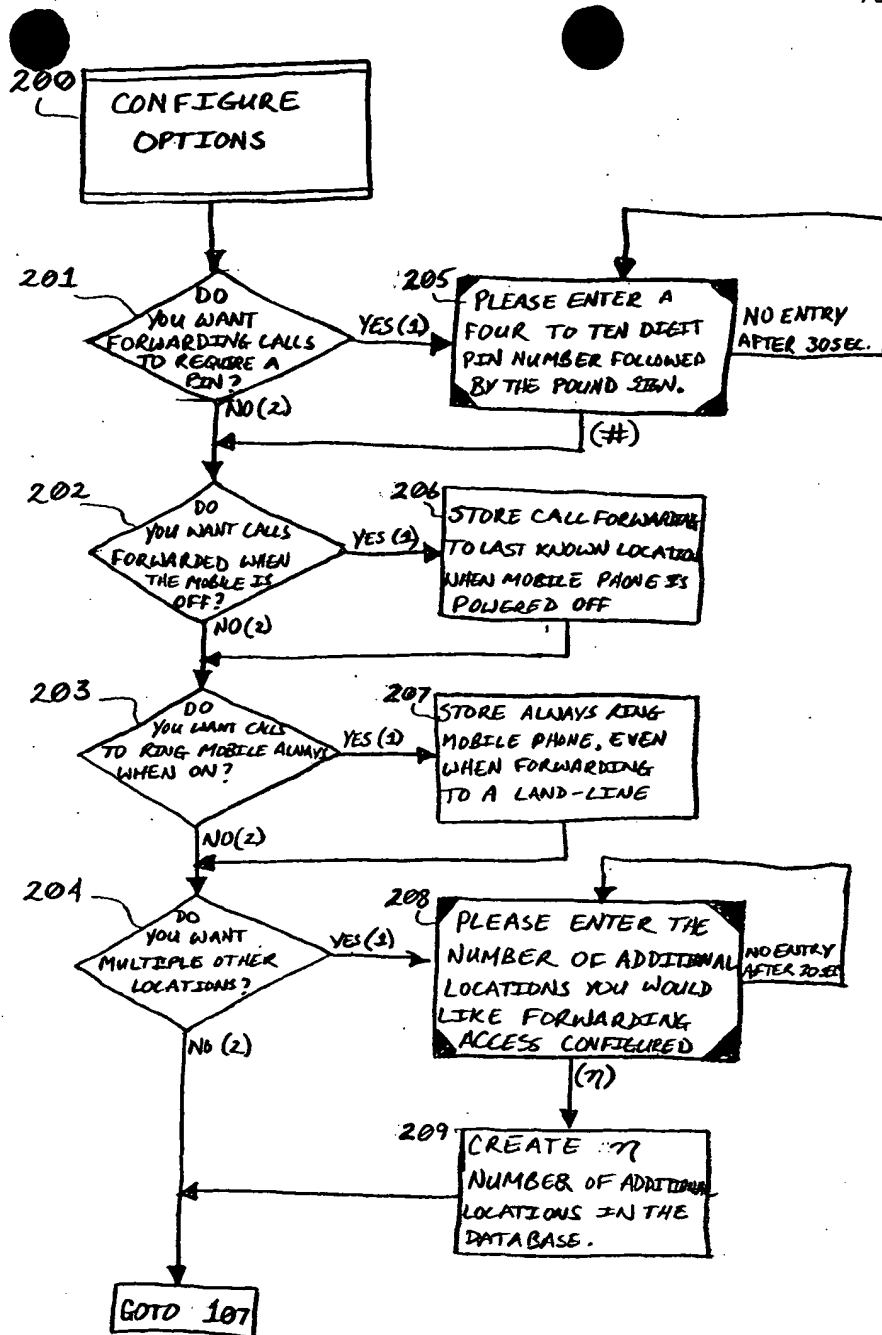 200
CONFIGURE
OPTIONS
201
DO
YOU WANT
FORWARDING CALLS
TO REQUIRE A
PIN?
YES(1)
NO(2)
205
PLEASE ENTER A
FOUR TO TEN DIGIT
PIN NUMBER FOLLOWED
BY THE POUND SIGN.
NO ENTRY
AFTER 30SEC.
(#)
202
DO
YOU WANT CALLS
FORWARDED WHEN
THE MOBILE IS
OFF?
YES(1)
NO(2)
206
STORE CALL FORWARDING
TO LAST KNOWN LOCATION
WHEN MOBILE PHONE IS
POWERED OFF
203
DO
YOU WANT CALLS
TO RING MOBILE ALWAYS
WHEN ON?
YES(1)
NO(2)
207
STORE ALWAYS RING
MOBILE PHONE, EVEN
WHEN FORWARDING
TO A LAND-LINE
204
DO
YOU WANT
MULTIPLE OTHER
LOCATIONS?
YES(1)
NO(2)
208
PLEASE ENTER THE
NUMBER OF ADDITIONAL
LOCATIONS YOU WOULD
LIKE FORWARDING
ACCESS CONFIGURED
NO ENTRY
AFTER 30SEC
(n)
209
CREATE n
NUMBER OF ADDITIONAL
LOCATIONS IN THE
DATABASE.
GOTO 107